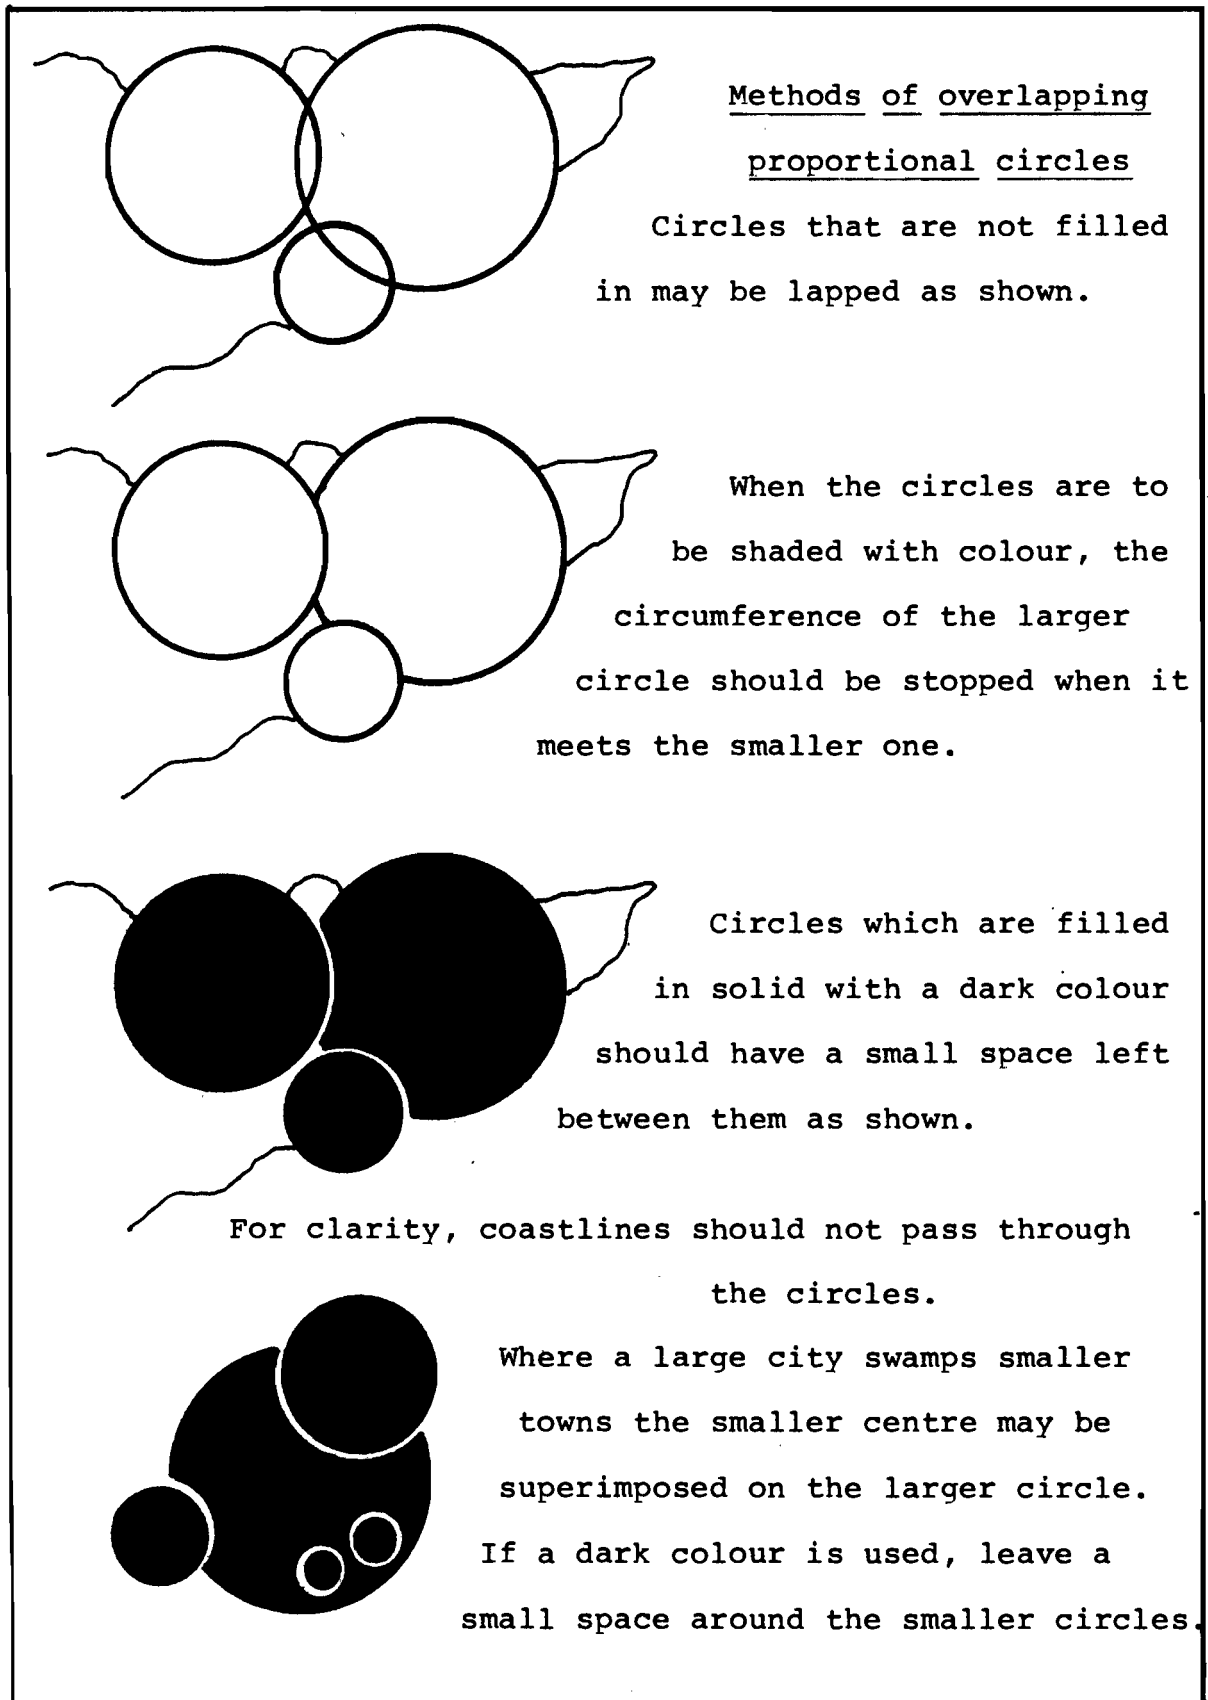 Methods of overlapping
proportional circles
Circles that are not filled
in may be lapped as shown.
When the circles are to
be shaded with colour, the
circumference of the larger
circle should be stopped when it
meets the smaller one.
Circles which are filled
in solid with a dark colour
should have a small space left
between them as shown.
For clarity, coastlines should not pass through
the circles.
Where a large city swamps smaller
towns the smaller centre may be
superimposed on the larger circle.
If a dark colour is used, leave a
small space around the smaller circles.